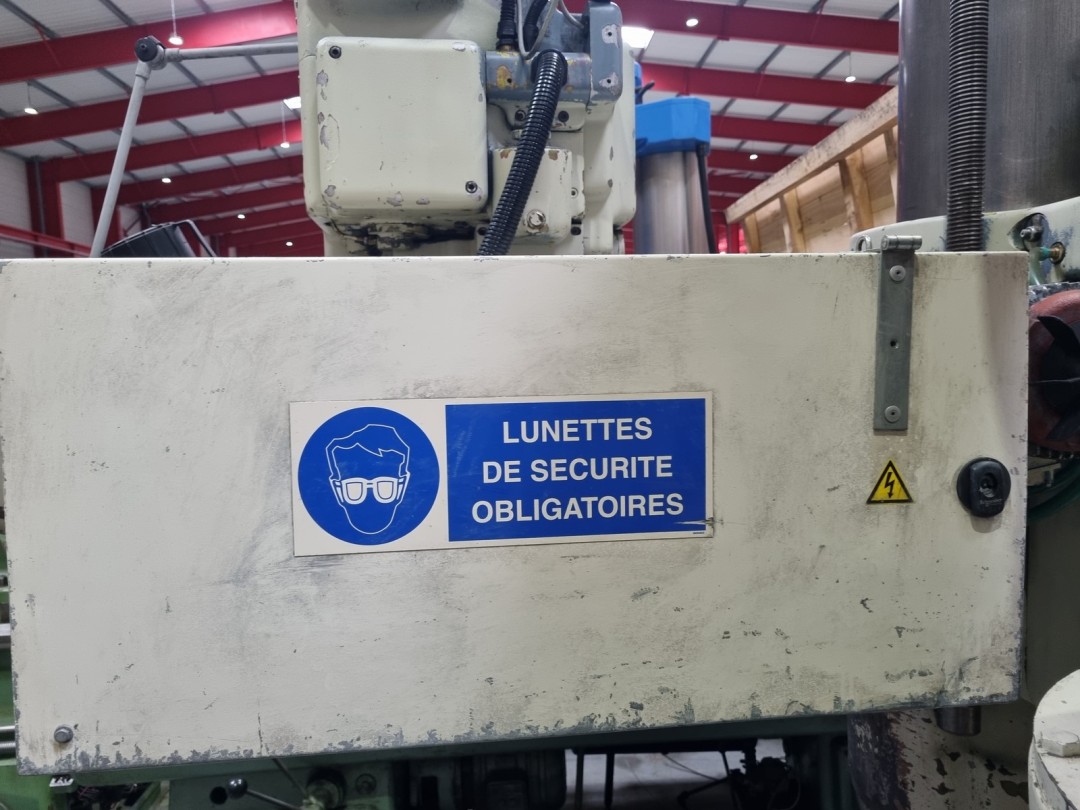 LUNETTES
DE SECURITE
OBLIGATOIRES